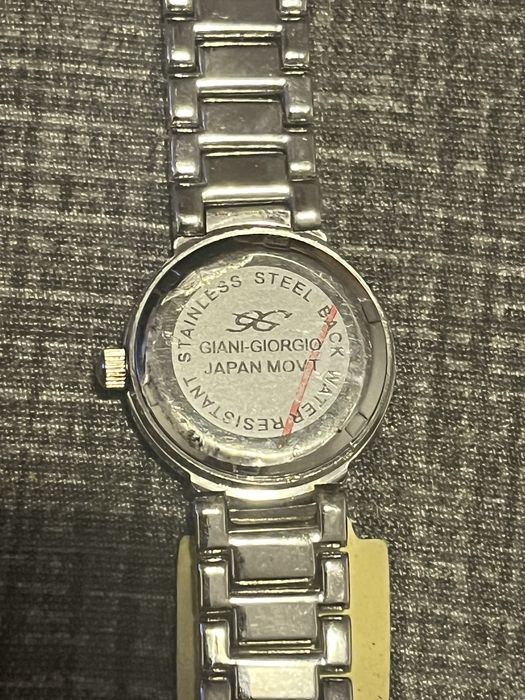 STAINLESS STEEL BACK WATER RESISTANT
GG
GIANI-GIORGIO
JAPAN MOVT